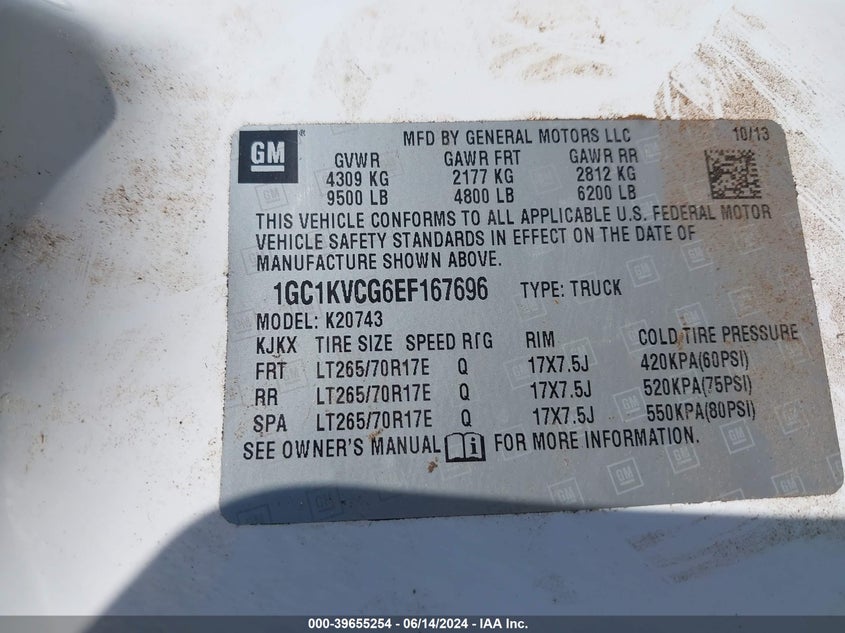 GM
MFD BY GENERAL MOTORS LLC 10/13
GVWR GAWR FRT GAWR RR
4309 KG 2177 KG 2812 KG
9500 LB 4800 LB 6200 LB
THIS VEHICLE CONFORMS TO ALL APPLICABLE U.S. FEDERAL MOTOR
VEHICLE SAFETY STANDARDS IN EFFECT ON THE DATE OF
MANUFACTURE SHOWN ABOVE.
1GC1KVCG6EF167696 TYPE: TRUCK
MODEL: K20743
KJKX TIRE SIZE SPEED RTG RIM COLD TIRE PRESSURE
FRT LT265/70R17E Q 17X7.5J 420KPA(60PSI)
RR LT265/70R17E Q 17X7.5J 520KPA(75PSI)
SPA LT265/70R17E Q 17X7.5J 550KPA(80PSI)
SEE OWNER'S MANUAL i FOR MORE INFORMATION.
000-39655254 - 06/14/2024 - IAA Inc.